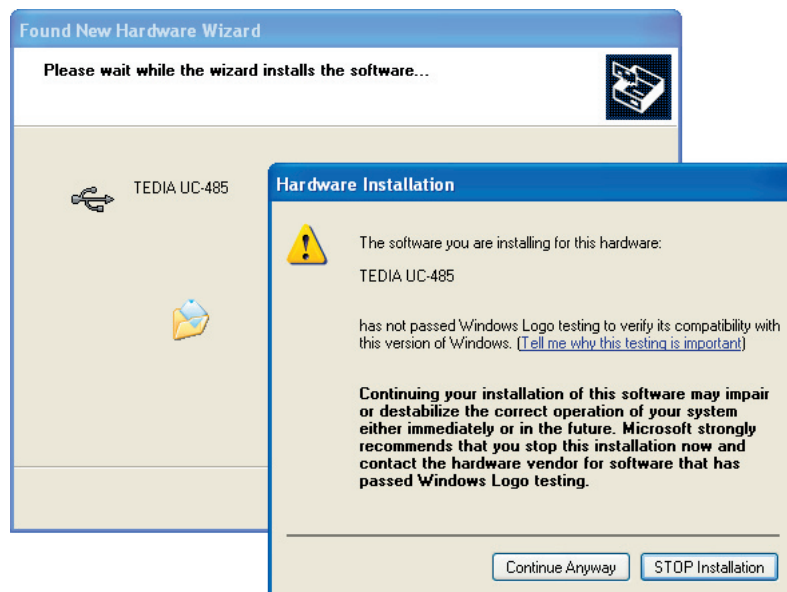 Found New Hardware Wizard
Please wait while the wizard installs the software...
TEDIA UC-485
Hardware Installation
The software you are installing for this hardware:
TEDIA UC-485
has not passed Windows Logo testing to verify its compatibility with
this version of Windows. (Tell me why this testing is important)
Continuing your installation of this software may impair
or destabilize the correct operation of your system
either immediately or in the future. Microsoft strongly
recommends that you stop this installation now and
contact the hardware vendor for software that has
passed Windows Logo testing.
Continue Anyway
STOP Installation